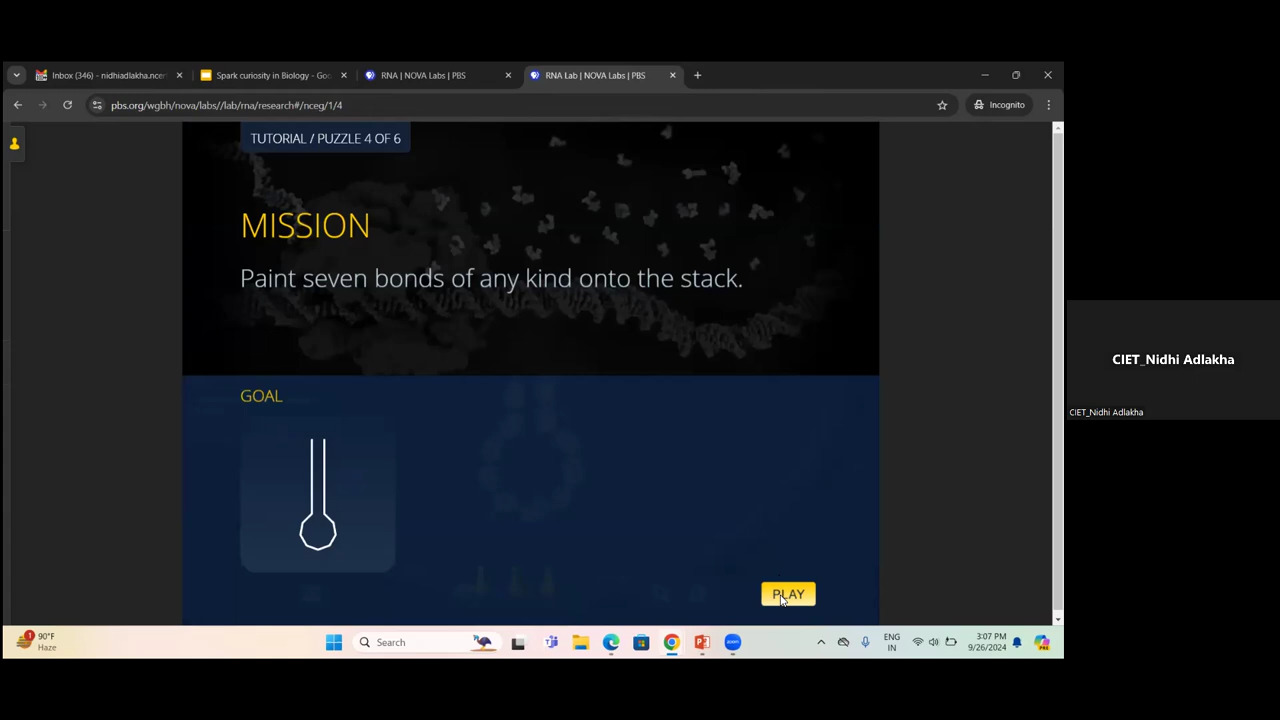 Inbox (346) - nidhiadlakha.ncer
Spark curiosity in Biology - Goo
RNA | NOVA Labs | PBS
RNA Lab | NOVA Labs | PBS
pbs.org/wgbh/nova/labs//lab/rna/research#/nceg/1/4
Incognito
TUTORIAL / PUZZLE 4 OF 6
MISSION
Paint seven bonds of any kind onto the stack.
GOAL
PLAY
CIET_Nidhi Adlakha
CIET_Nidhi Adlakha
1
90°F
Haze
Search
ENG
IN
3:07 PM
9/26/2024